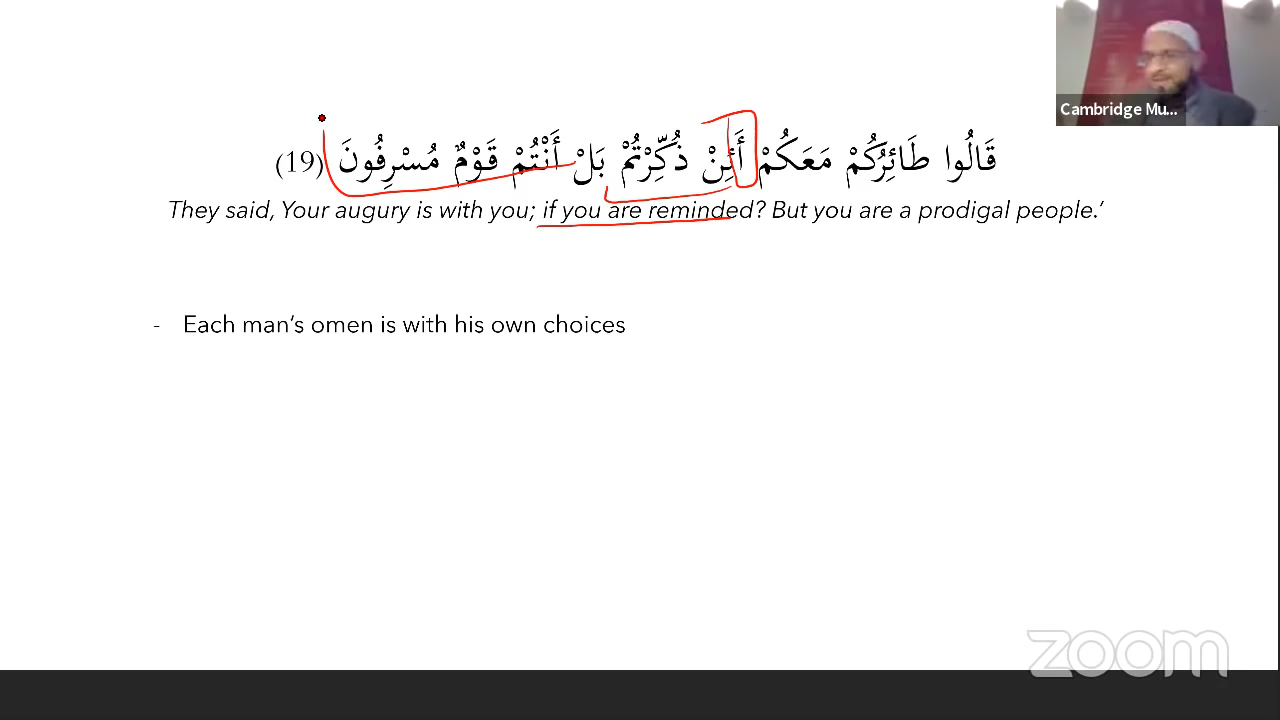 Cambridge Mu...
قَالُوا طَائِرُكُمْ مَعَكُمْ أَئِنْ ذُكِّرْتُمْ بَلْ أَنْتُمْ قَوْمٌ مُسْرِفُونَ (19)
They said, Your augury is with you; if you are reminded? But you are a prodigal people.’
- Each man’s omen is with his own choices
zoom